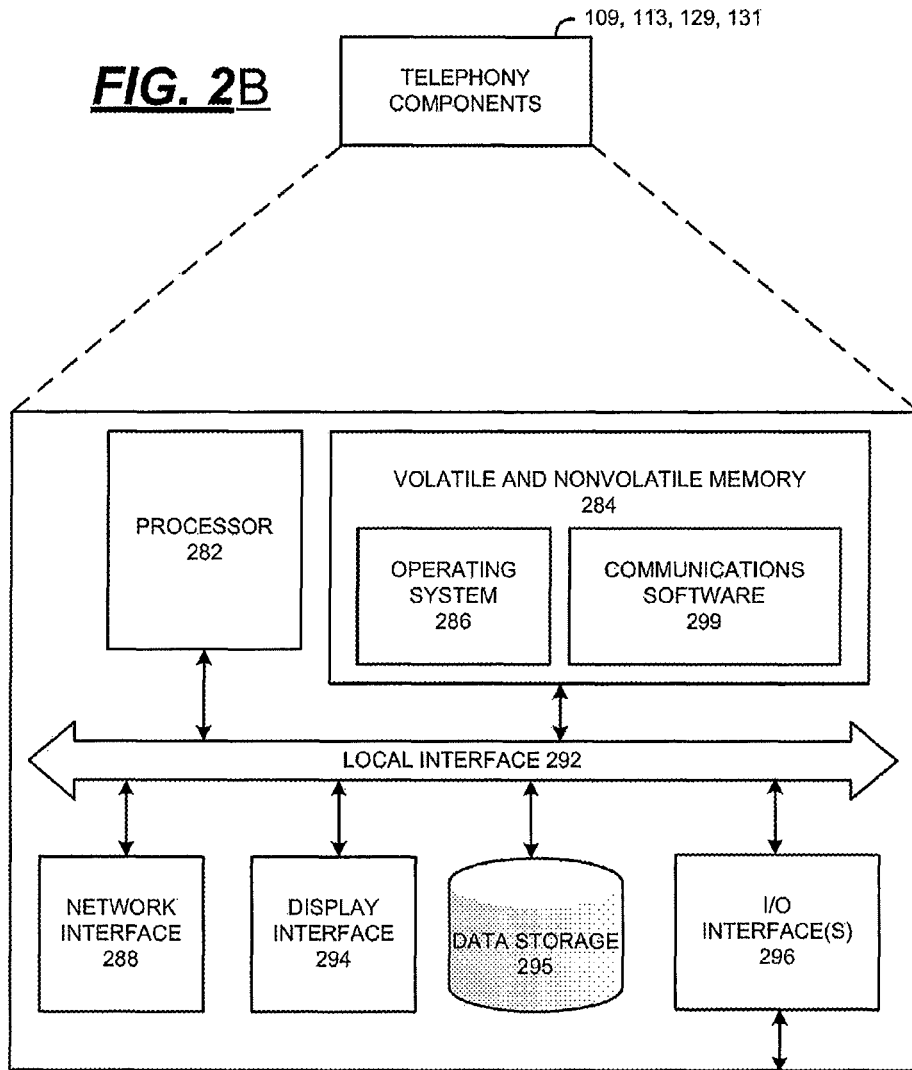 109, 113, 129, 131
FIG. 2B
TELEPHONY
COMPONENTS
PROCESSOR
282
VOLATILE AND NONVOLATILE MEMORY
284
OPERATING
SYSTEM
286
COMMUNICATIONS
SOFTWARE
299
LOCAL INTERFACE 292
NETWORK
INTERFACE
288
DISPLAY
INTERFACE
294
DATA STORAGE
295
I/O
INTERFACE(S)
296